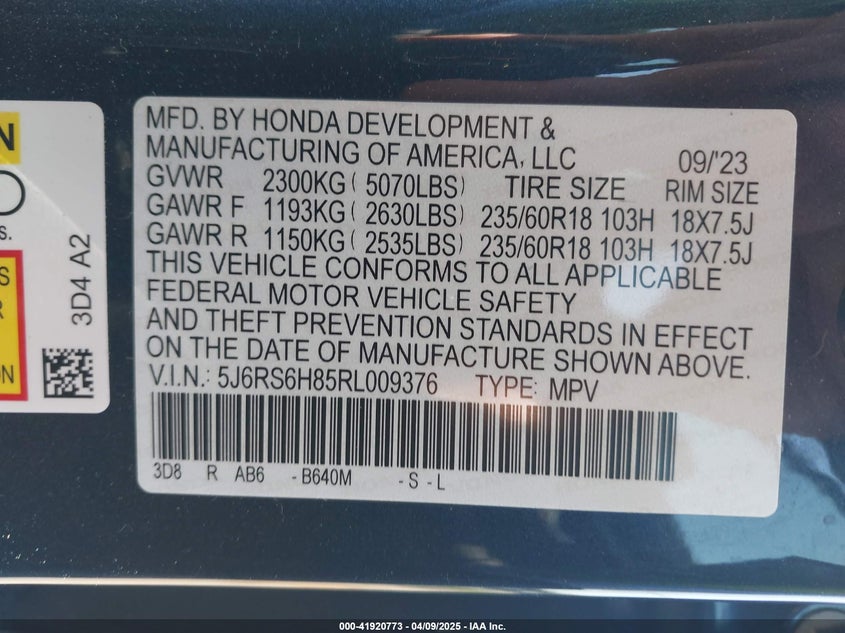 N
s.
S
R
ON
3D4 A2
MFD. BY HONDA DEVELOPMENT &
MANUFACTURING OF AMERICA, LLC 09/'23
GVWR 2300KG ( 5070LBS) TIRE SIZE RIM SIZE
GAWR F 1193KG ( 2630LBS) 235/60R18 103H 18X7.5J
GAWR R 1150KG ( 2535LBS) 235/60R18 103H 18X7.5J
THIS VEHICLE CONFORMS TO ALL APPLICABLE
FEDERAL MOTOR VEHICLE SAFETY
AND THEFT PREVENTION STANDARDS IN EFFECT
ON THE DATE OF MANUFACTURE SHOWN ABOVE.
V.I.N.: 5J6RS6H85RL009376 TYPE: MPV
3D8 R AB6 -B640M -S-L
000-41920773 - 04/09/2025 - IAA Inc.